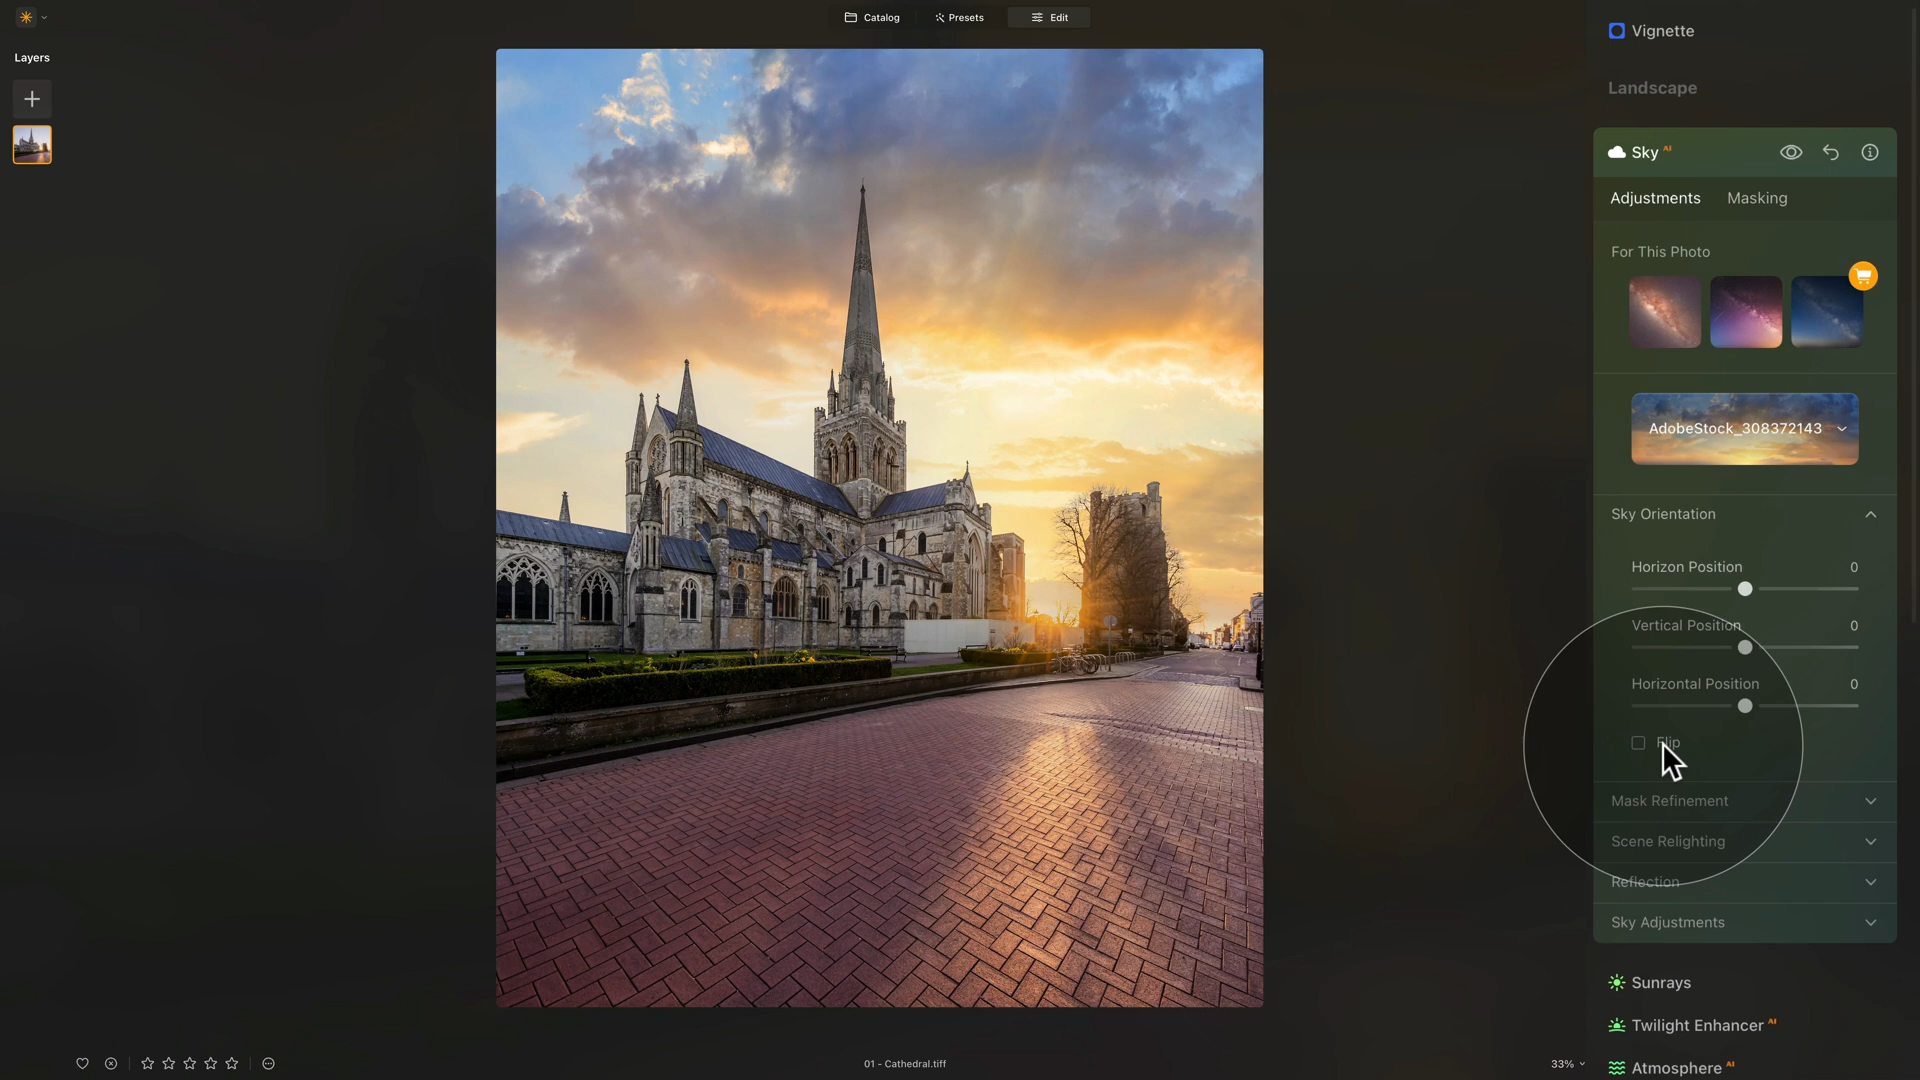 Catalog
Presets
Edit
Layers
Vignette
Landscape
Sky AI
Adjustments
Masking
For This Photo
AdobeStock_308372143
Sky Orientation
Horizon Position 0
Vertical Position 0
Horizontal Position 0
Flip
Mask Refinement
Scene Relighting
Reflection
Sky Adjustments
Sunrays
Twilight Enhancer AI
Atmosphere AI
01 - Cathedral.tiff
33%